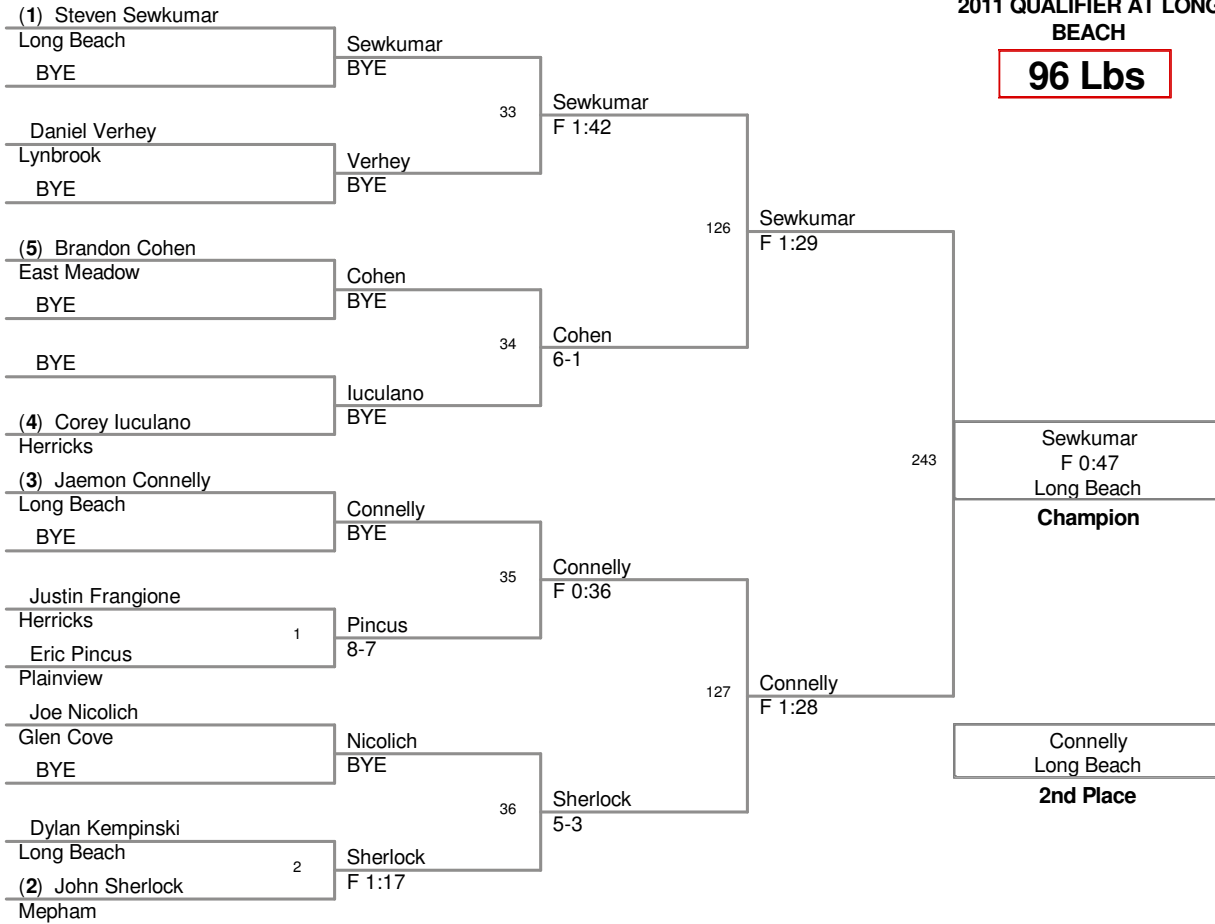 2011 QUALIFIER AT LONG
BEACH
96 Lbs
(1) Steven Sewkumar
Long Beach
BYE
Daniel Verhey
Lynbrook
BYE
(5) Brandon Cohen
East Meadow
BYE
BYE
(4) Corey Iuculano
Herricks
(3) Jaemon Connelly
Long Beach
BYE
Justin Frangione
Herricks
1
Eric Pincus
Plainview
Joe Nicolich
Glen Cove
BYE
Dylan Kempinski
Long Beach
2
(2) John Sherlock
Mepham
Sewkumar
BYE
33
Verhey
BYE
Cohen
BYE
34
Iuculano
BYE
Connelly
BYE
35
Pincus
8-7
Nicolich
BYE
36
Sherlock
F 1:17
Sewkumar
F 1:42
126
Cohen
6-1
Connelly
F 0:36
127
Sherlock
5-3
Sewkumar
F 1:29
243
Connelly
F 1:28
Sewkumar
F 0:47
Long Beach
Champion
Connelly
Long Beach
2nd Place